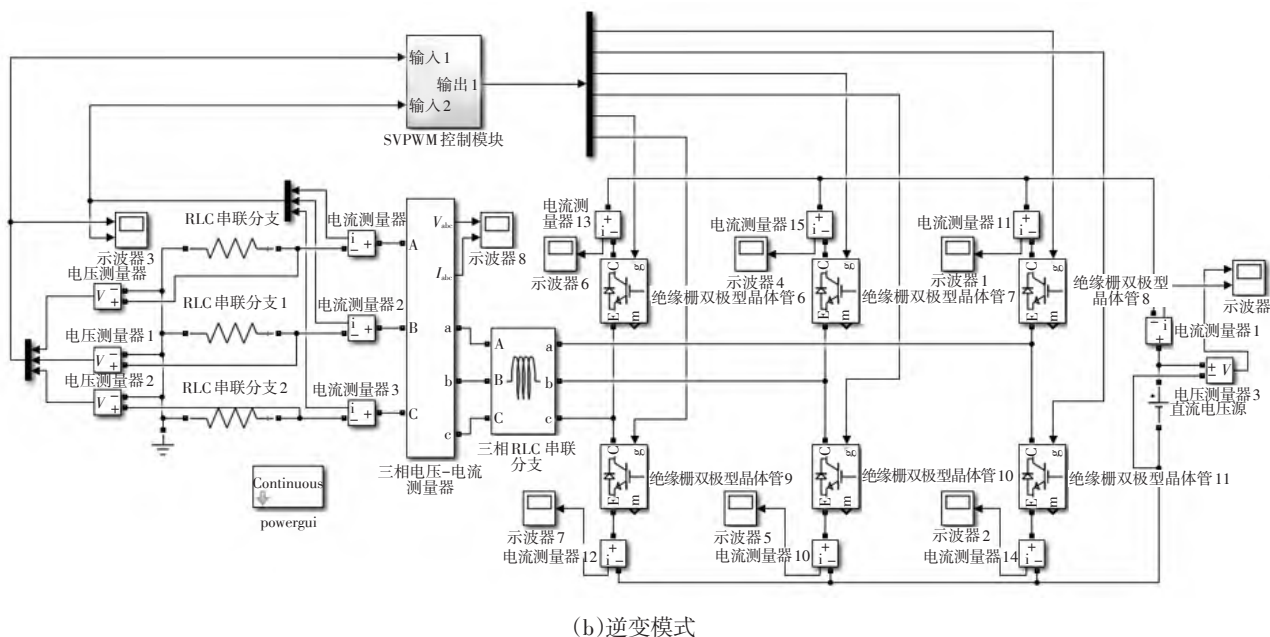 输入1
输出1
输入2
SVPWM控制模块
RLC串联分支
电流测量器
示波器3
电压测量器
i
+
-
A
Vabc
Iabc
示波器8
V
-
+
RLC串联分支1
电流测量器2
电压测量器1
i
+
-
B
V
-
+
电压测量器2
RLC串联分支2
电流测量器3
V
-
+
i
+
-
C
a
b
c
三相电压-电流
测量器
A
B
C
a
b
c
三相RLC串联
分支
Continuous
powergui
电流测
量器13
i
+
-
示波器6
C
g
E
m
绝缘栅双极型晶体管6
电流测
量器15
i
+
-
示波器4
C
g
E
m
绝缘栅双极型晶体管7
电流测
量器11
i
+
-
示波器1
C
g
E
m
绝缘栅双极型
晶体管8
示波器
-
+
i
电流测量器1
+
-
V
电压测量器3
直流电压源
+
C
g
E
m
绝缘栅双极型晶体管9
C
g
E
m
绝缘栅双极型晶体管10
C
g
E
m
绝缘栅双极型晶体管11
示波器7
电流测量器12
i
+
-
示波器5
电流测量器10
i
+
-
示波器2
电流测量器14
i
+
-
(b)逆变模式